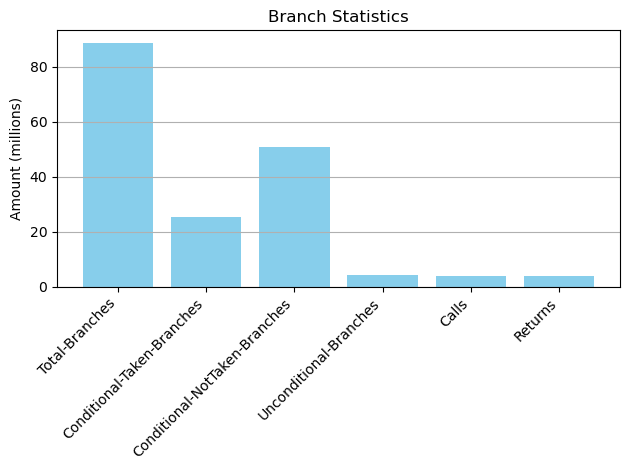 Branch Statistics
Amount (millions)
80
60
40
20
0
Total-Branches
Conditional-Taken-Branches
Conditional-NotTaken-Branches
Unconditional-Branches
Calls
Returns